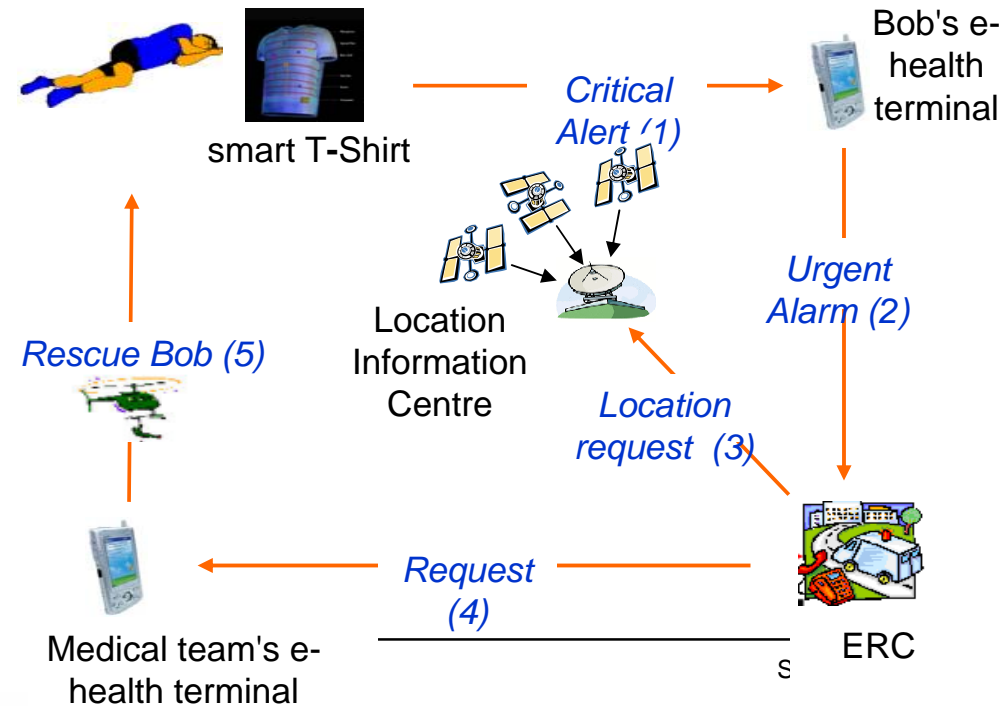 Bob's e-
health
terminal
Critical
Alert (1)
smart T-Shirt
Urgent
Alarm (2)
Location
Information
Centre
Rescue Bob (5)
Location
request (3)
Request
(4)
ERC
Medical team's e-
health terminal
s